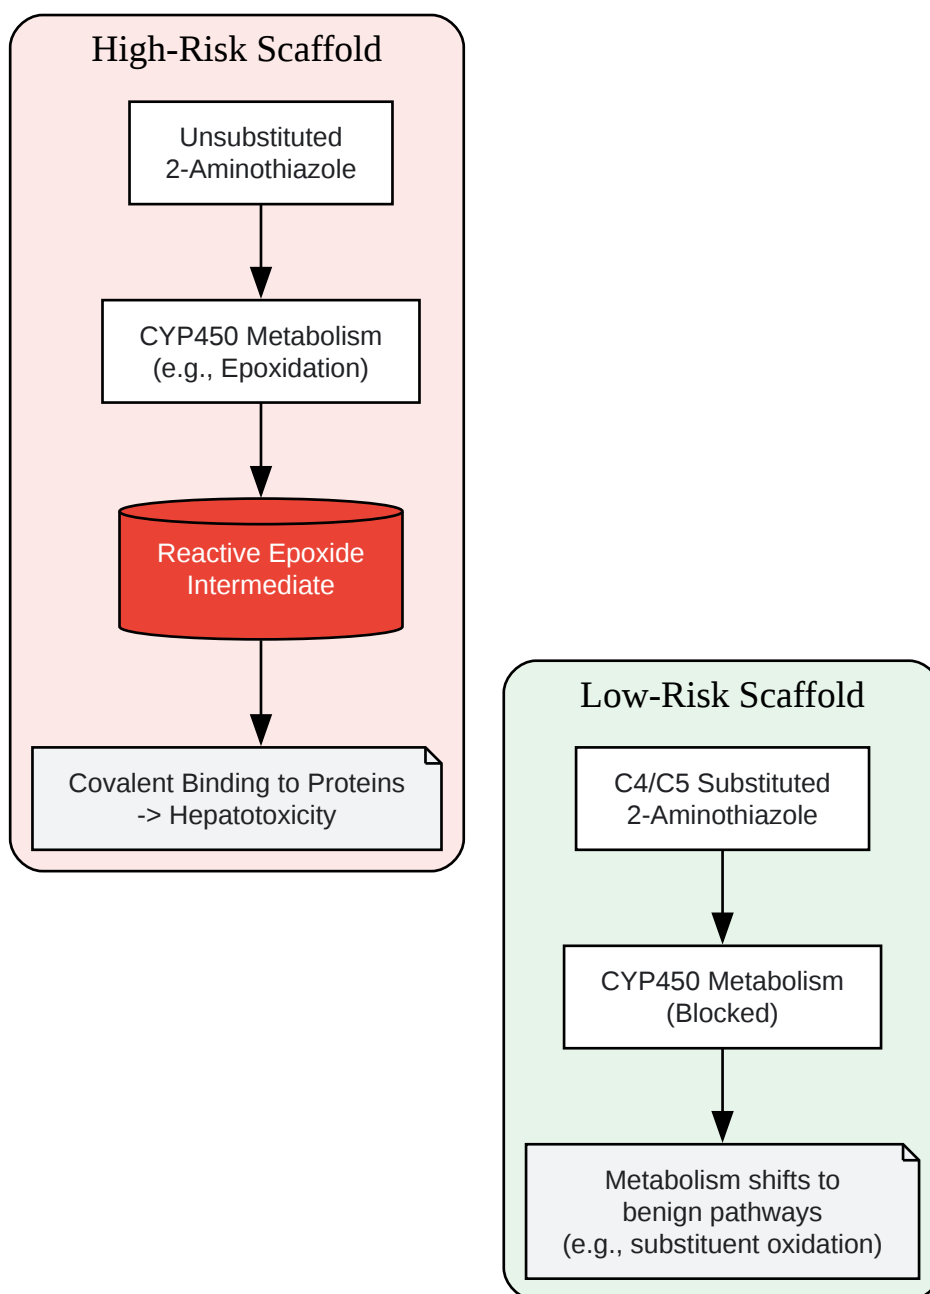 High-Risk Scaffold
Unsubstituted
2-Aminothiazole
CYP450 Metabolism
(e.g., Epoxidation)
Reactive Epoxide
Intermediate
Covalent Binding to Proteins
-> Hepatotoxicity
Low-Risk Scaffold
C4/C5 Substituted
2-Aminothiazole
CYP450 Metabolism
(Blocked)
Metabolism shifts to
benign pathways
(e.g., substituent oxidation)